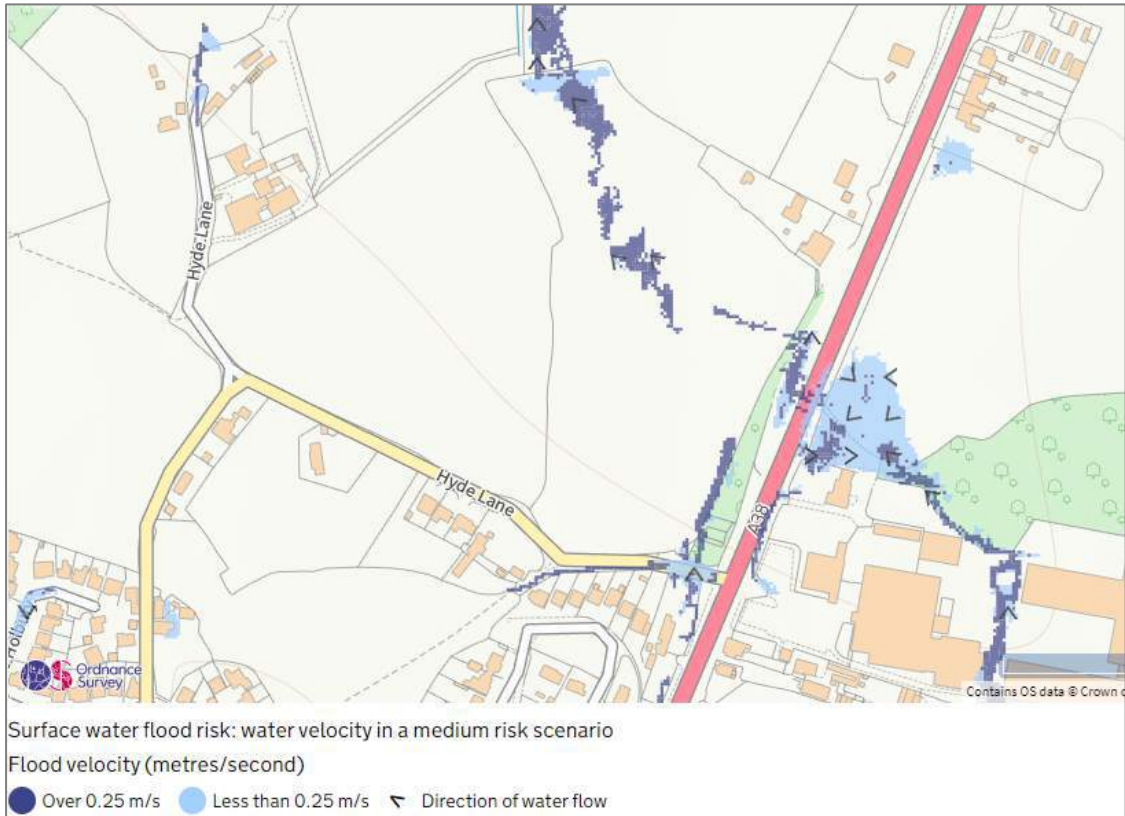 Hyde Lane
Hyde Lane
A38
Ordnance
Survey
Contains OS data © Crown c
Surface water flood risk: water velocity in a medium risk scenario
Flood velocity (metres/second)
Over 0.25 m/s Less than 0.25 m/s Direction of water flow